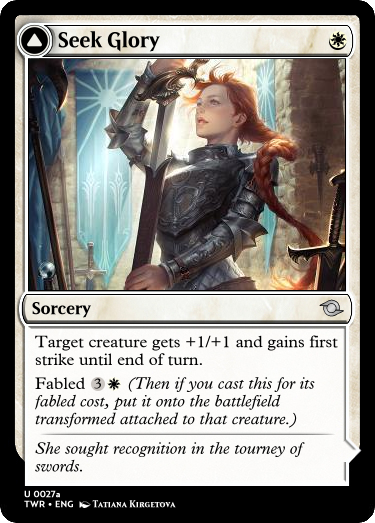 Seek Glory
Sorcery
Target creature gets +1/+1 and gains first
strike until end of turn.
Fabled 3 (Then if you cast this for its
fabled cost, put it onto the battlefield
transformed attached to that creature.)
She sought recognition in the tourney of
swords.
U 0027a
TWR • ENG Tatiana Kirgetova